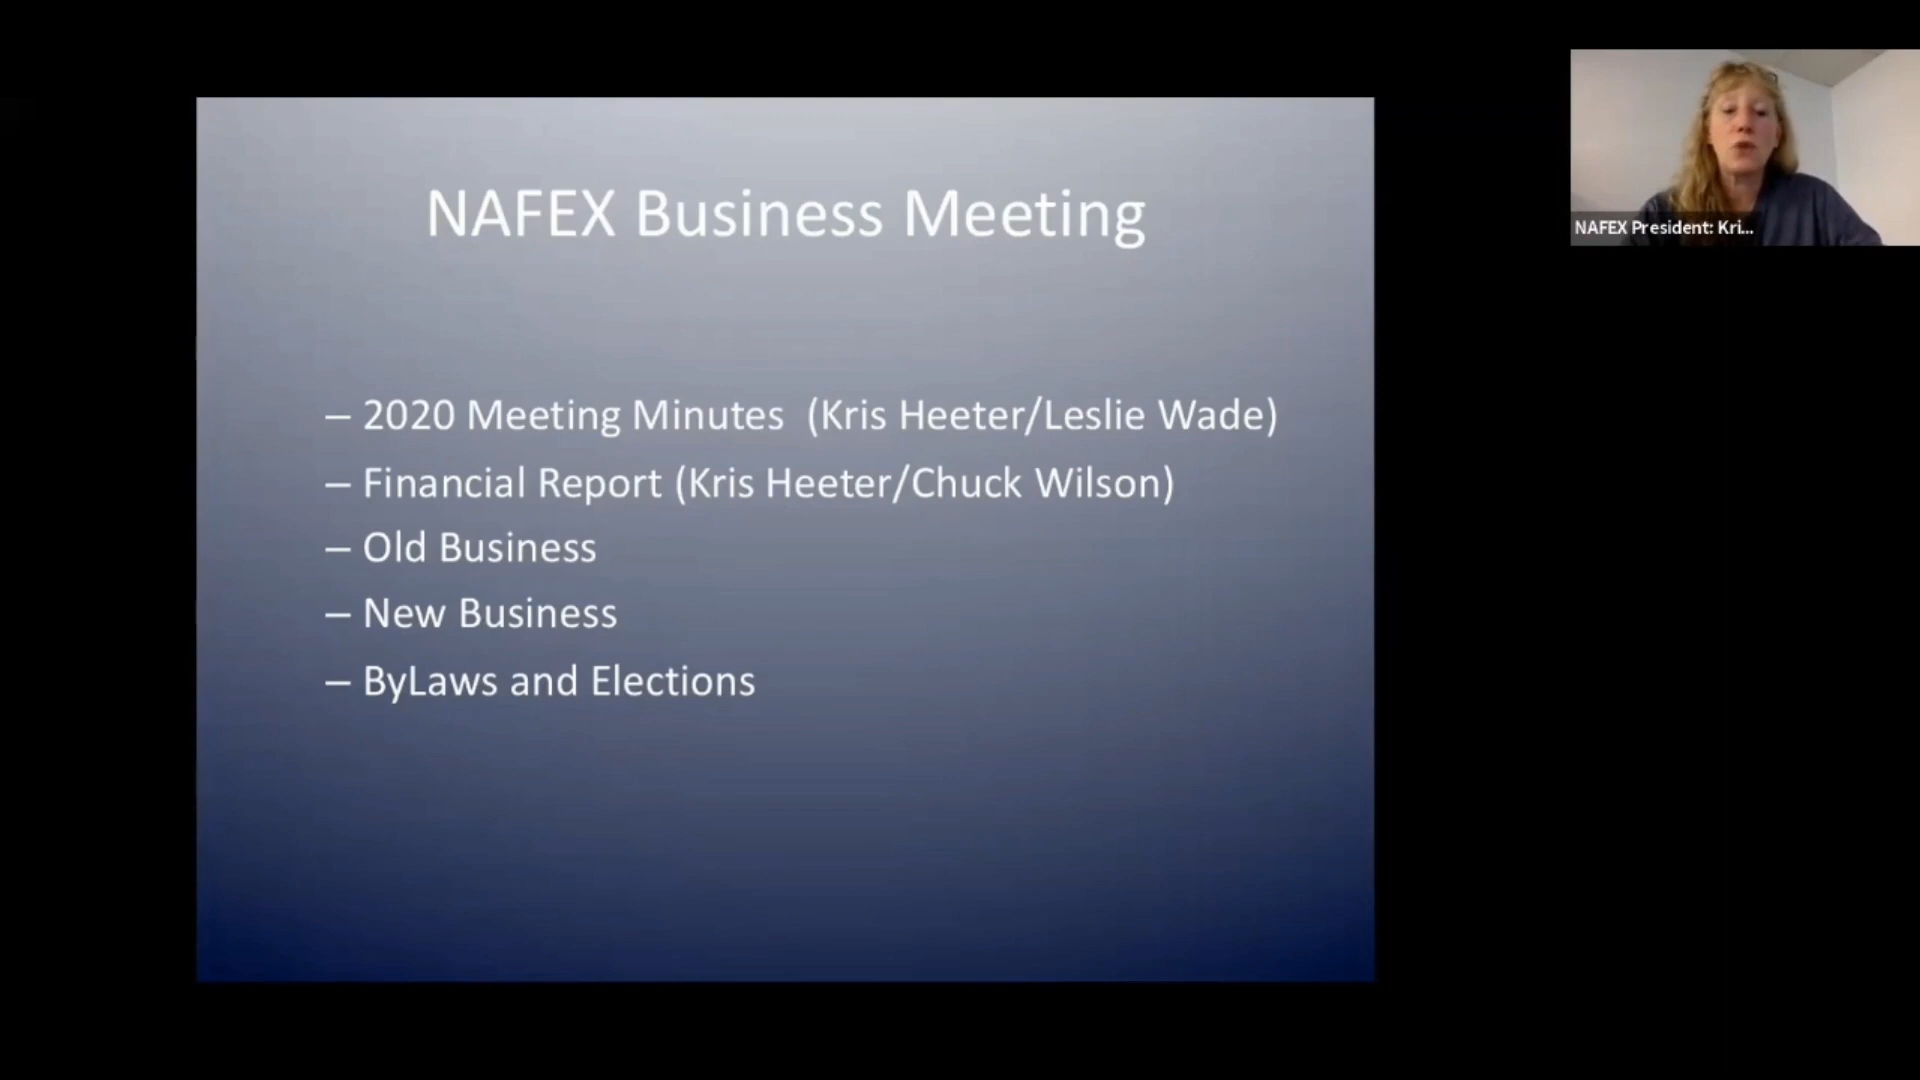 NAFEX Business Meeting
– 2020 Meeting Minutes (Kris Heeter/Leslie Wade)
– Financial Report (Kris Heeter/Chuck Wilson)
– Old Business
– New Business
– ByLaws and Elections
NAFEX President: Kri...